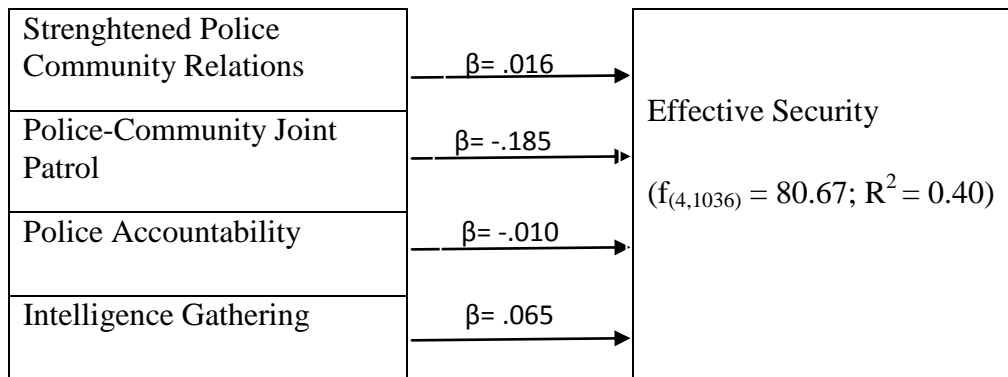 Strenghtened Police
Community Relations
β= .016
Police-Community Joint
Patrol
β= -.185
Police Accountability
β= -.010
Intelligence Gathering
β= .065
Effective Security
(f(4,1036) = 80.67; R2 = 0.40)